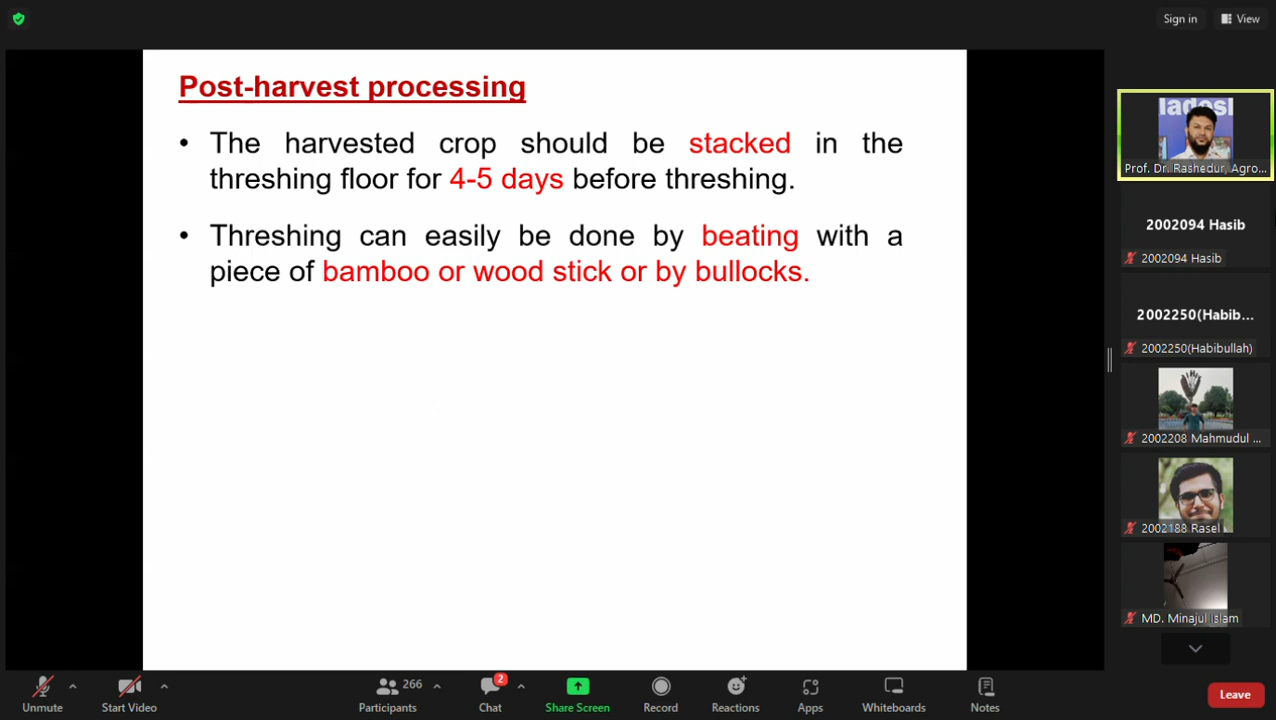 Sign in
View
Post-harvest processing
• The harvested crop should be stacked in the
threshing floor for 4-5 days before threshing.
• Threshing can easily be done by beating with a
piece of bamboo or wood stick or by bullocks.
ladesl
Prof. Dr. Rashedur, Agro...
2002094 Hasib
2002094 Hasib
2002250(Habib...
2002250(Habibullah)
2002208 Mahmudul ...
2002188 Rasel
MD. Minajul Islam
Unmute
Start Video
266
Participants
2
Chat
Share Screen
Record
Reactions
Apps
Whiteboards
Notes
Leave